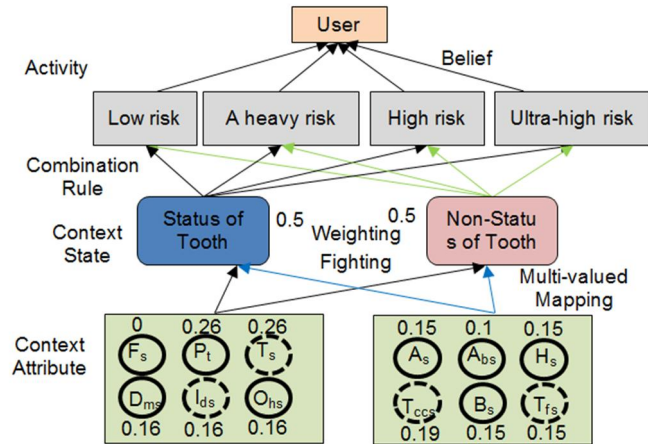 User
Activity
Belief
Low risk
A heavy risk
High risk
Ultra-high risk
Combination
Rule
Context
State
Status of
Tooth
0.5
Weighting
Fighting
0.5
Non-Statu
s of Tooth
Multi-valued
Mapping
Context
Attribute
0 0.26 0.26
Fs Pt Ts
Dms Ids Ohs
0.16 0.16 0.16
0.15 0.1 0.15
As Abs Hs
Tccs Bs Tfs
0.19 0.15 0.15